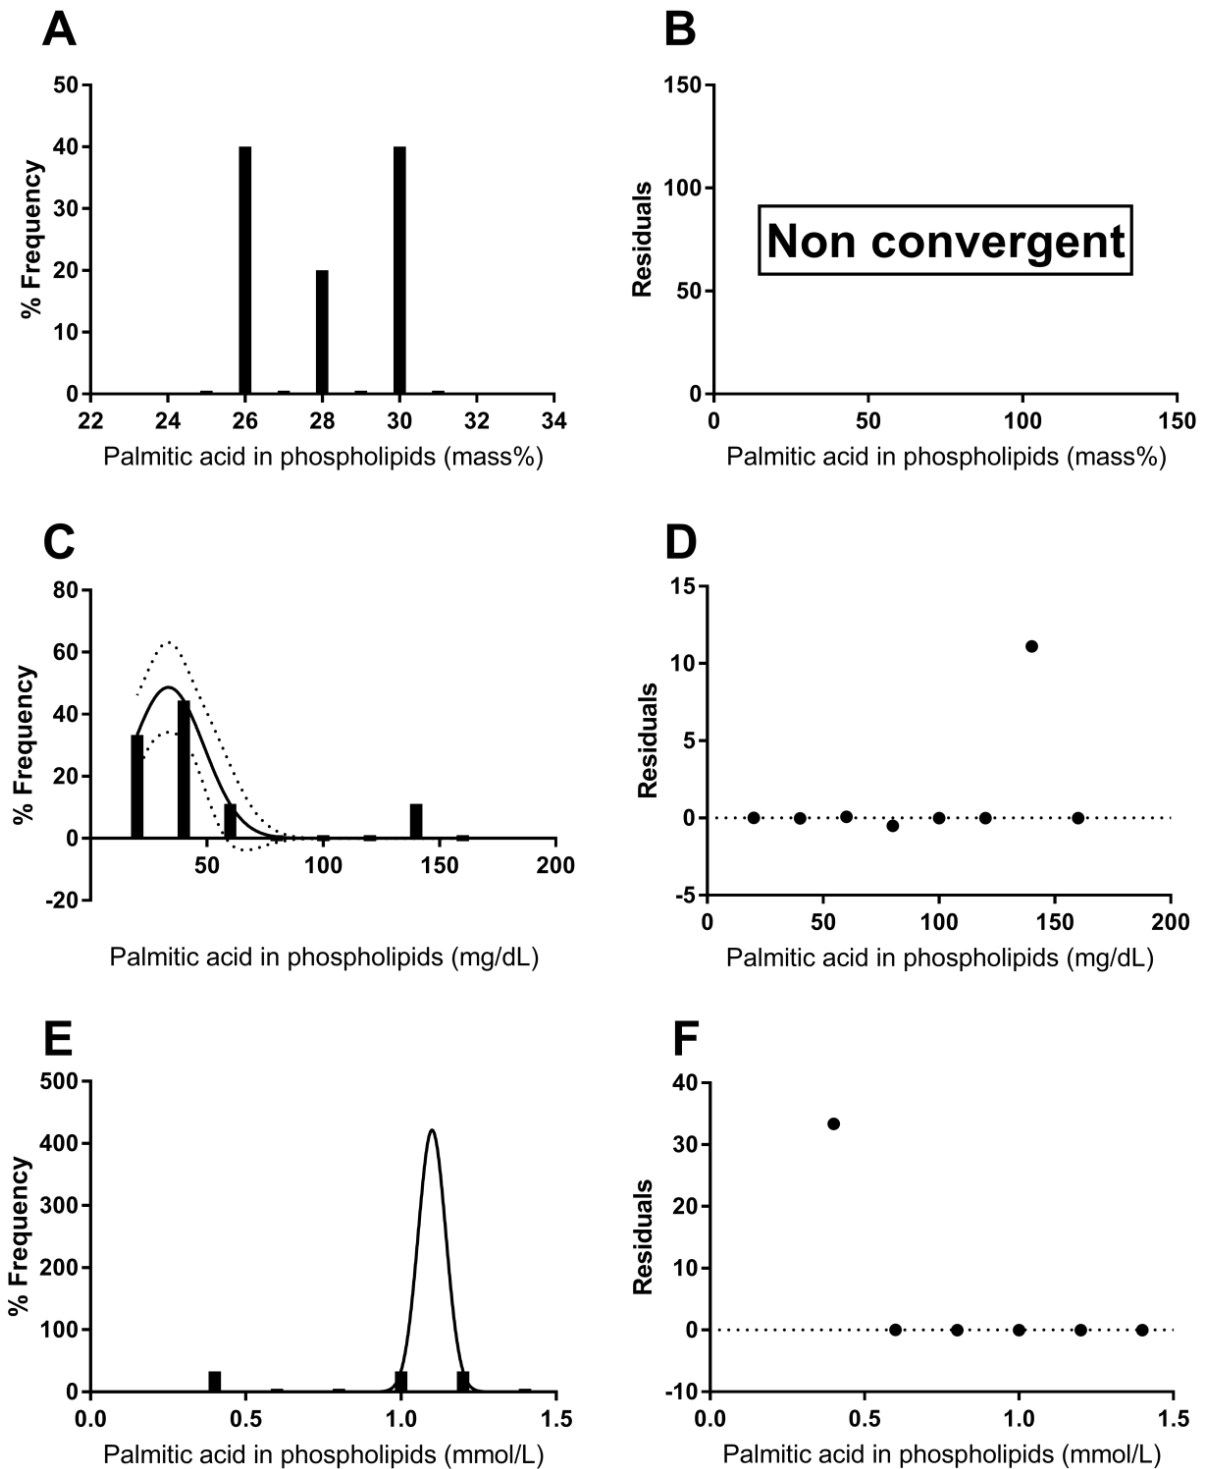 A
50
40
30
20
10
0
% Frequency
22 24 26 28 30 32 34
Palmitic acid in phospholipids (mass%)
B
150
100
50
0
Residuals
Non convergent
0 50 100 150
Palmitic acid in phospholipids (mass%)
C
80
60
40
20
0
-20
% Frequency
50 100 150 200
Palmitic acid in phospholipids (mg/dL)
D
15
10
5
0
-5
Residuals
0 50 100 150 200
Palmitic acid in phospholipids (mg/dL)
E
500
400
300
200
100
0
% Frequency
0.0 0.5 1.0 1.5
Palmitic acid in phospholipids (mmol/L)
F
40
30
20
10
0
-10
Residuals
0.0 0.5 1.0 1.5
Palmitic acid in phospholipids (mmol/L)